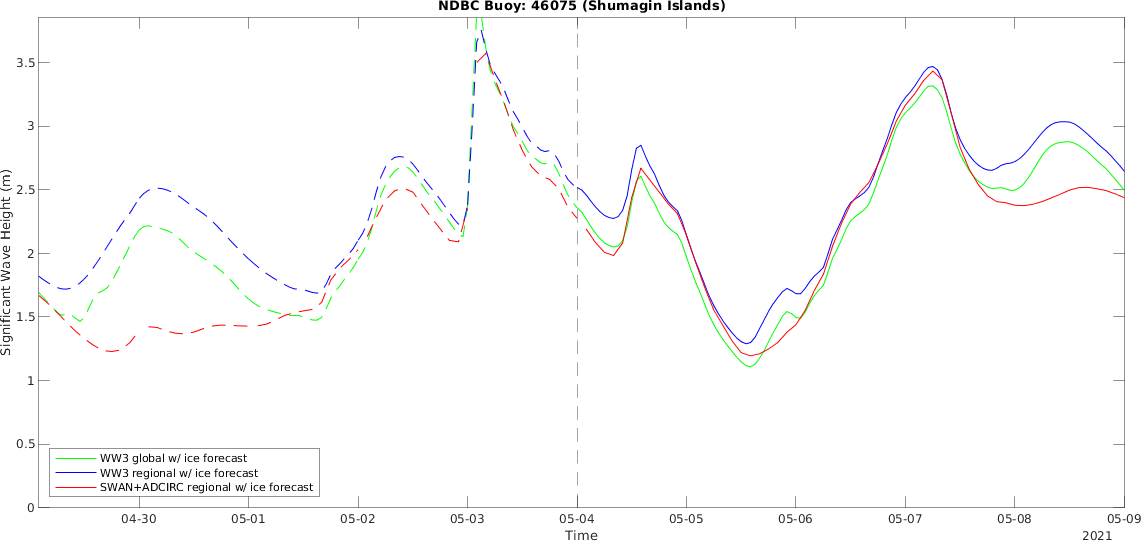 NDBC Buoy: 46075 (Shumagin Islands)
Significant Wave Height (m)
3.5
3
2.5
2
1.5
1
0.5
0
WW3 global w/ ice forecast
WW3 regional w/ ice forecast
SWAN+ADCIRC regional w/ ice forecast
04-30 05-01 05-02 05-03 05-04 05-05 05-06 05-07 05-08 05-09
Time
2021